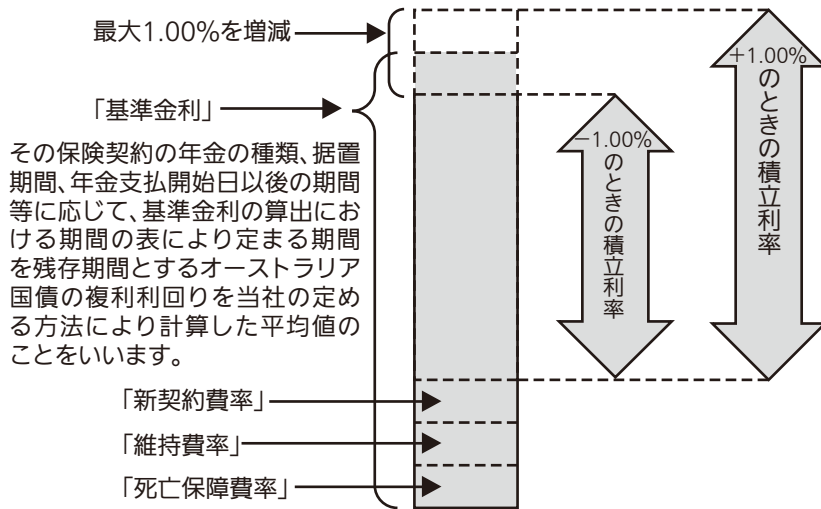 最大1.00%を増減
「基準金利」
その保険契約の年金の種類、据置
期間、年金支払開始日以後の期間
等に応じて、基準金利の算出にお
ける期間の表により定まる期間
を残存期間とするオーストラリア
国債の複利利回りを当社の定め
る方法により計算した平均値の
ことをいいます。
「新契約費率」
「維持費率」
「死亡保障費率」
−1.00%
のときの積立利率
+1.00%
のときの積立利率